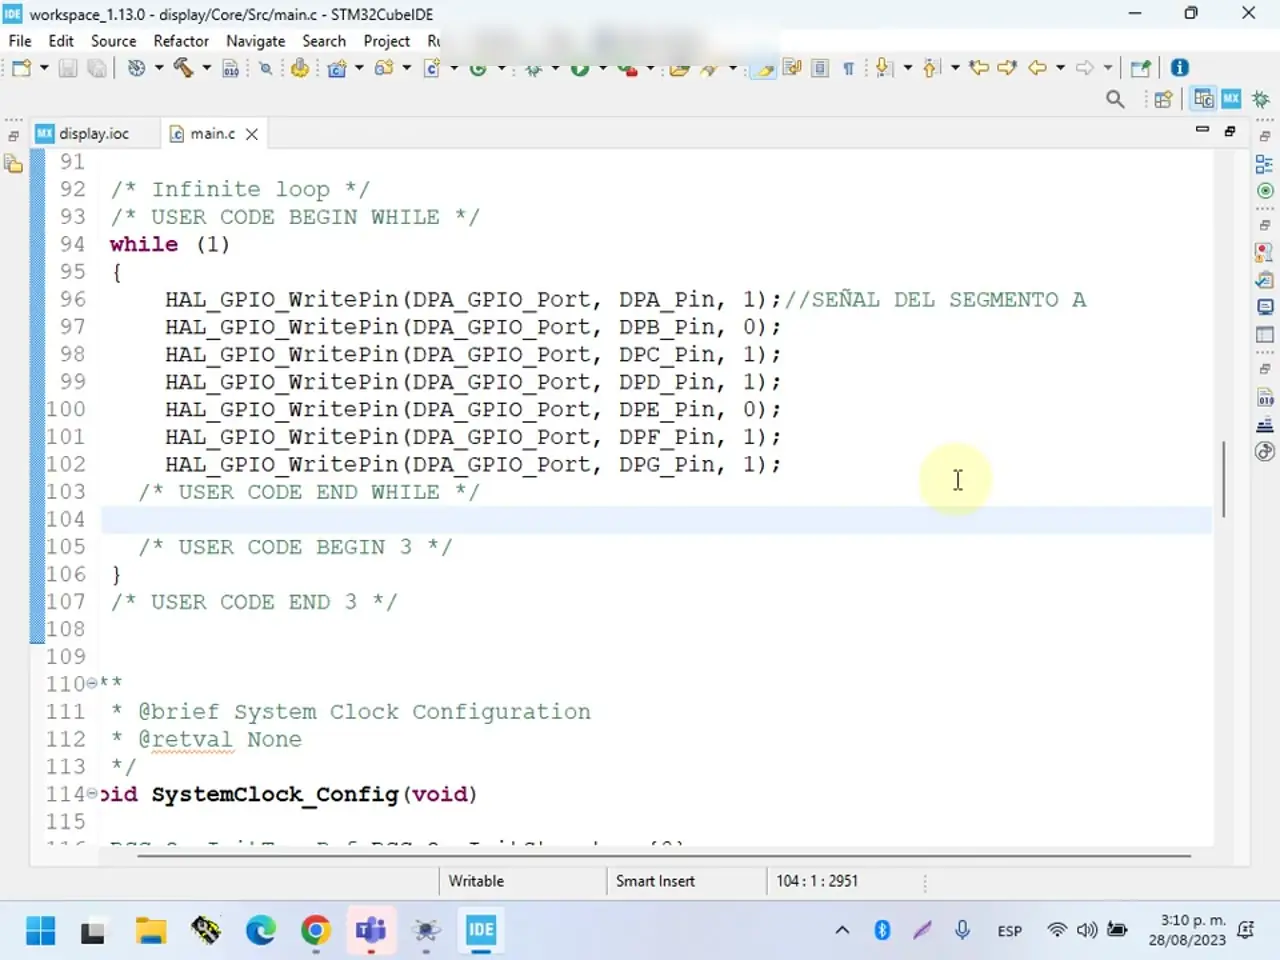 IDE workspace_1.13.0 - display/Core/Src/main.c - STM32CubeIDE
File Edit Source Refactor Navigate Search Project
MX display.ioc main.c
91
92 /* Infinite loop */
93 /* USER CODE BEGIN WHILE */
94 while (1)
95 {
96 HAL_GPIO_WritePin(DPA_GPIO_Port, DPA_Pin, 1);//SEÑAL DEL SEGMENTO A
97 HAL_GPIO_WritePin(DPA_GPIO_Port, DPB_Pin, 0);
98 HAL_GPIO_WritePin(DPA_GPIO_Port, DPC_Pin, 1);
99 HAL_GPIO_WritePin(DPA_GPIO_Port, DPD_Pin, 1);
100 HAL_GPIO_WritePin(DPA_GPIO_Port, DPE_Pin, 0);
101 HAL_GPIO_WritePin(DPA_GPIO_Port, DPF_Pin, 1);
102 HAL_GPIO_WritePin(DPA_GPIO_Port, DPG_Pin, 1);
103 /* USER CODE END WHILE */
104
105 /* USER CODE BEGIN 3 */
106 }
107 /* USER CODE END 3 */
108
109
110 **
111 * @brief System Clock Configuration
112 * @retval None
113 */
114 oid SystemClock_Config(void)
115
Writable Smart Insert 104 : 1 : 2951
IDE ESP 3:10 p. m.
28/08/2023